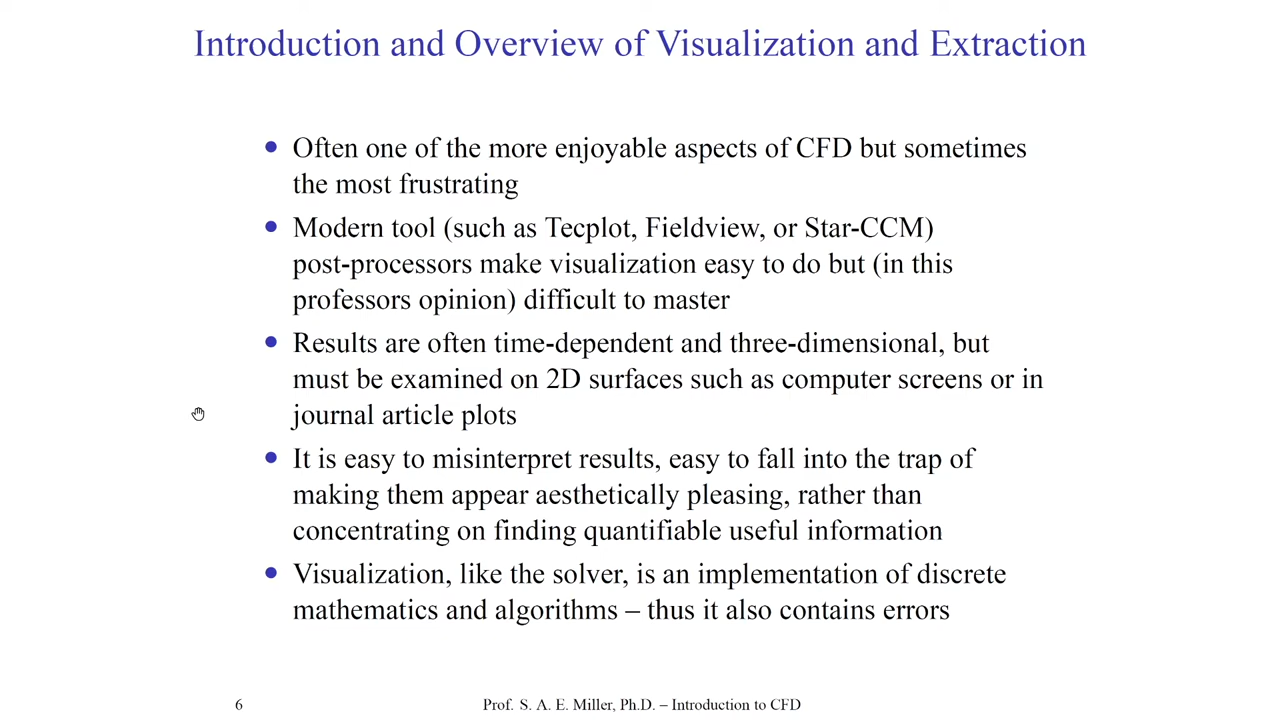 Introduction and Overview of Visualization and Extraction
• Often one of the more enjoyable aspects of CFD but sometimes
the most frustrating
• Modern tool (such as Tecplot, Fieldview, or Star-CCM)
post-processors make visualization easy to do but (in this
professors opinion) difficult to master
• Results are often time-dependent and three-dimensional, but
must be examined on 2D surfaces such as computer screens or in
journal article plots
• It is easy to misinterpret results, easy to fall into the trap of
making them appear aesthetically pleasing, rather than
concentrating on finding quantifiable useful information
• Visualization, like the solver, is an implementation of discrete
mathematics and algorithms – thus it also contains errors
6 Prof. S. A. E. Miller, Ph.D. – Introduction to CFD